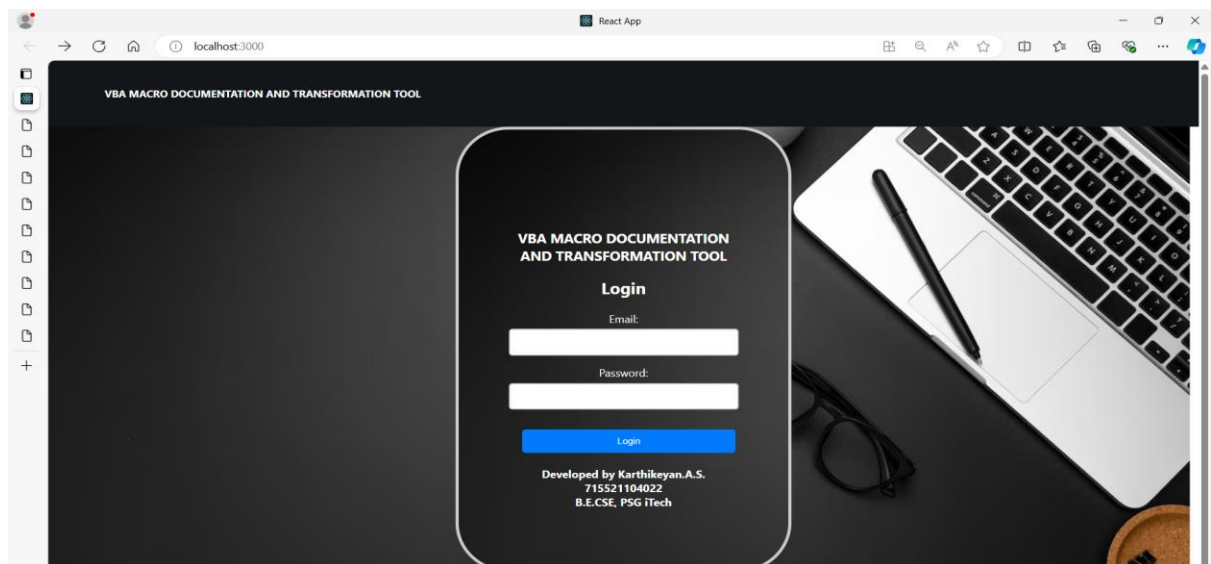 React App
localhost:3000
VBA MACRO DOCUMENTATION AND TRANSFORMATION TOOL
VBA MACRO DOCUMENTATION
AND TRANSFORMATION TOOL
Login
Email:
Password:
Login
Developed by Karthikeyan.A.S.
715521104022
B.E.CSE, PSG iTech